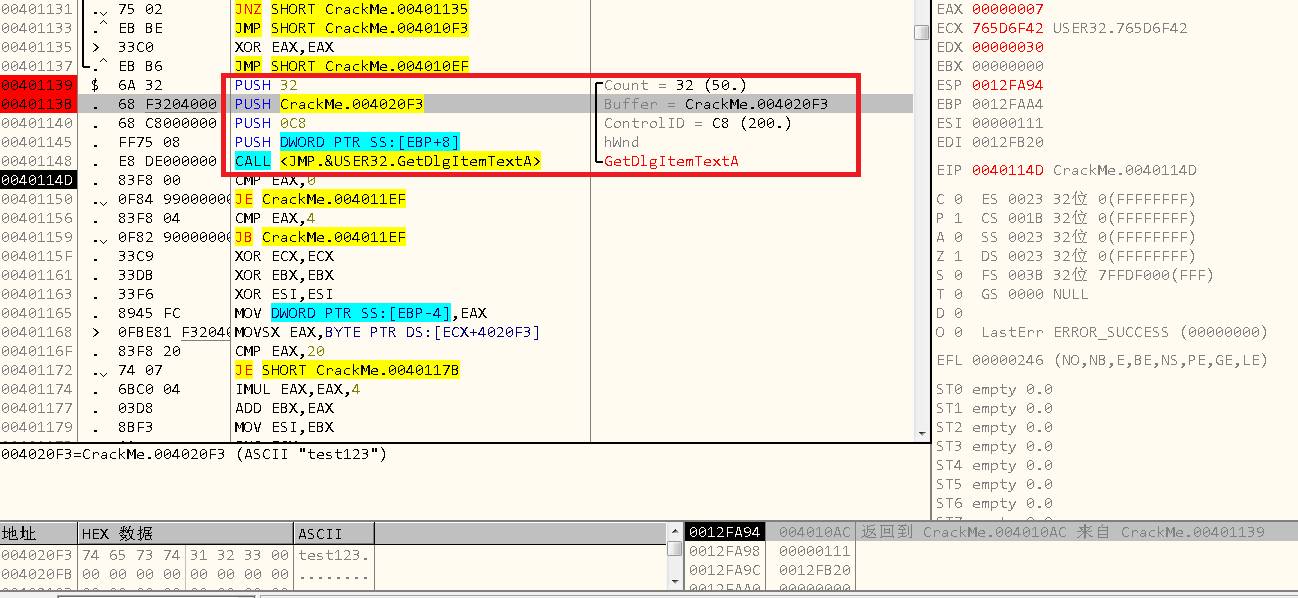 00401131 . 75 02 JNZ SHORT CrackMe.00401135
00401133 .^ EB BE JMP SHORT CrackMe.004010F3
00401135 > 33C0 XOR EAX,EAX
00401137 .^ EB B6 JMP SHORT CrackMe.004010EF
00401139 $ 6A 32 PUSH 32 Count = 32 (50.)
0040113B . 68 F3204000 PUSH CrackMe.004020F3 Buffer = CrackMe.004020F3
00401140 . 68 C8000000 PUSH 0C8 ControlID = C8 (200.)
00401145 . FF75 08 PUSH DWORD PTR SS:[EBP+8] hWnd
00401148 . E8 DE000000 CALL <JMP.&USER32.GetDlgItemTextA> GetDlgItemTextA
0040114D . 83F8 00 CMP EAX,0
00401150 . 0F84 99000000 JE CrackMe.004011EF
00401156 . 83F8 04 CMP EAX,4
00401159 . 0F82 90000000 JB CrackMe.004011EF
0040115F . 33C9 XOR ECX,ECX
00401161 . 33DB XOR EBX,EBX
00401163 . 33F6 XOR ESI,ESI
00401165 . 8945 FC MOV DWORD PTR SS:[EBP-4],EAX
00401168 > 0FBE81 F3204 MOVSX EAX,BYTE PTR DS:[ECX+4020F3]
0040116F . 83F8 20 CMP EAX,20
00401172 . 74 07 JE SHORT CrackMe.0040117B
00401174 . 6BC0 04 IMUL EAX,EAX,4
00401177 . 03D8 ADD EBX,EAX
00401179 . 8BF3 MOV ESI,EBX
004020F3=CrackMe.004020F3 (ASCII "test123")
EAX 00000007
ECX 765D6F42 USER32.765D6F42
EDX 00000030
EBX 00000000
ESP 0012FA94
EBP 0012FAA4
ESI 00000111
EDI 0012FB20
EIP 0040114D CrackMe.0040114D
C 0 ES 0023 32位 0(FFFFFFFF)
P 1 CS 001B 32位 0(FFFFFFFF)
A 0 SS 0023 32位 0(FFFFFFFF)
Z 1 DS 0023 32位 0(FFFFFFFF)
S 0 FS 003B 32位 7FFDF000(FFF)
T 0 GS 0000 NULL
D 0
O 0 LastErr ERROR_SUCCESS (00000000)
EFL 00000246 (NO,NB,E,BE,NS,PE,GE,LE)
ST0 empty 0.0
ST1 empty 0.0
ST2 empty 0.0
ST3 empty 0.0
ST4 empty 0.0
ST5 empty 0.0
ST6 empty 0.0
地址 HEX 数据 ASCII
004020F3 74 65 73 74 31 32 33 00 test123.
004020FB 00 00 00 00 00 00 00 00 ........
0012FA94 004010AC 返回到 CrackMe.004010AC 来自 CrackMe.00401139
0012FA98 00000111
0012FA9C 0012FB20
0012FAA0 00000000